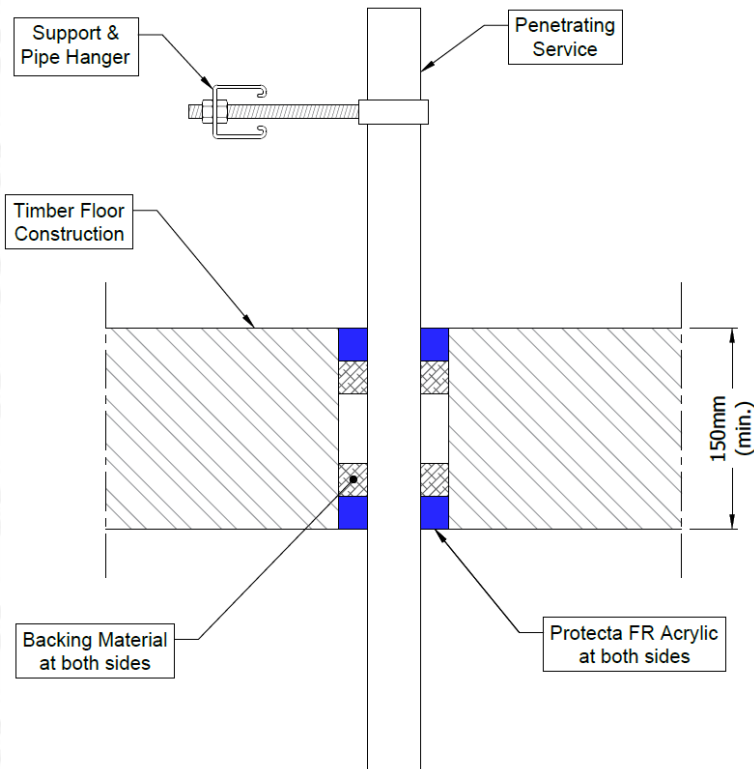 Support &
Pipe Hanger
Penetrating
Service
Timber Floor
Construction
150mm
(min.)
Backing Material
at both sides
Protecta FR Acrylic
at both sides